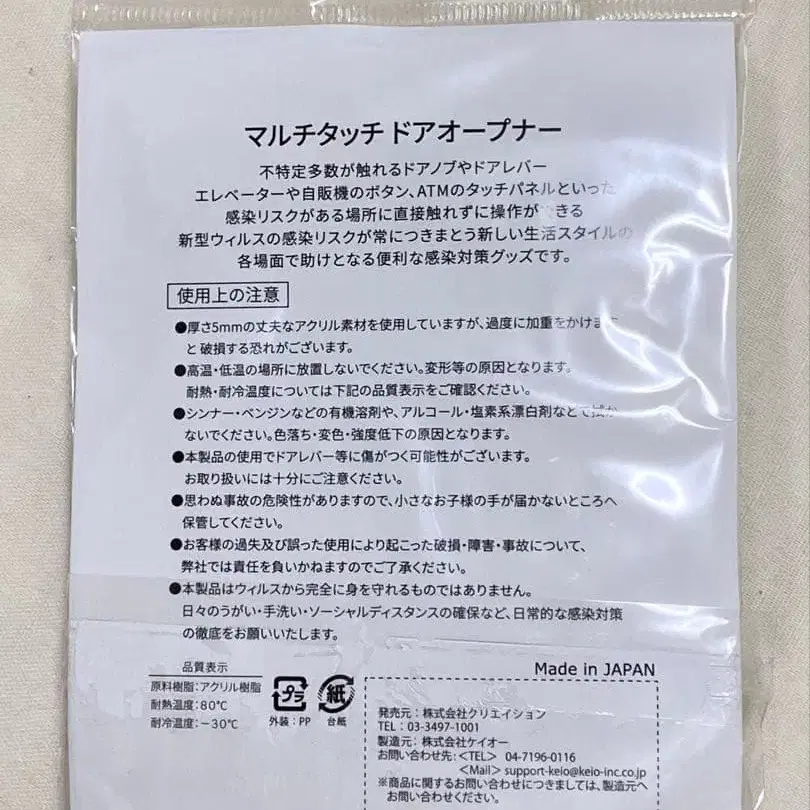 マルチタッチ ドアオープナー
不特定多数が触れるドアノブやドアレバー
エレベーターや自販機のボタン、ATMのタッチパネルといった
感染リスクがある場所に直接触れずに操作ができる
新型ウィルスの感染リスクが常につきまとう新しい生活スタイルの
各場面で助けとなる便利な感染対策グッズです。
使用上の注意
●厚さ5mmの丈夫なアクリル素材を使用していますが、過度に加重をかけます
と 破損する恐れがございます。
●高温・低温の場所に放置しないでください。変形等の原因となります。
耐熱・耐冷温度については下記の品質表示をご確認ください。
●シンナー・ベンジンなどの有機溶剤や、アルコール・塩素系漂白剤などで拭か
ないでください。色落ち・変色・強度低下の原因となります。
●本製品の使用でドアレバー等に傷がつく可能性がございます。
お取り扱いには十分にご注意ください。
●思わぬ事故の危険性がありますので、小さなお子様の手が届かないところへ
保管してください。
●お客様の過失及び誤った使用により起こった破損・障害・事故について、
弊社では責任を負いかねますのでご了承ください。
●本製品はウィルスから完全に身を守れるものではありません。
日々のうがい・手洗い・ソーシャルディスタンスの確保など、日常的な感染対策
の徹底をお願いいたします。
品質表示
原料樹脂:アクリル樹脂
耐熱温度:80℃
耐冷温度:-30℃
プラ
外装:PP
紙
台紙
Made in JAPAN
発売元:株式会社クリエイション
TEL:03-3497-1001
製造元:株式会社ケイオー
お問い合わせ先:<TEL> 04-7196-0116
<Mail> support-keio@keio-inc.co.jp
※商品に関するお問い合わせにつきましては、製造元へ
お問い合わせください。